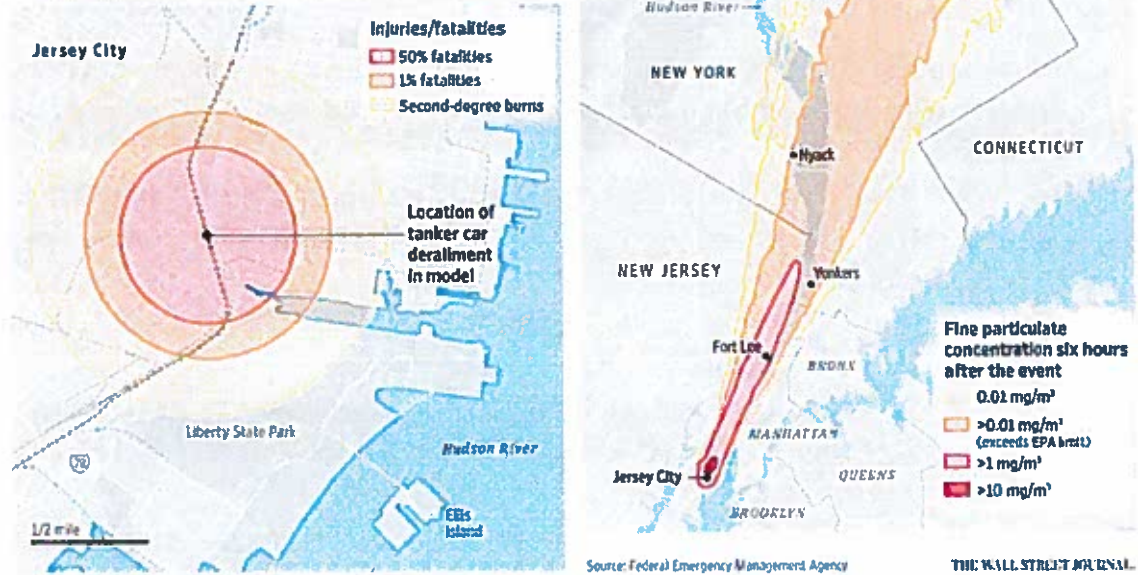 Jersey City
Injuries/fatalities
50% fatalities
1% fatalities
Second-degree burns
Location of
tanker car
derailment
in model
Liberty State Park
78
Hudson River
Ellis
Island
1/2 mile
Hudson River
NEW YORK
CONNECTICUT
Nyack
NEW JERSEY
Yonkers
Fort Lee
BRONX
MANHATTAN
QUEENS
Jersey City
BROOKLYN
Fine particulate
concentration six hours
after the event
0.01 mg/m³
>0.01 mg/m³
(exceeds EPA limit)
>1 mg/m³
>10 mg/m³
Source: Federal Emergency Management Agency
THE WALL STREET JOURNAL.